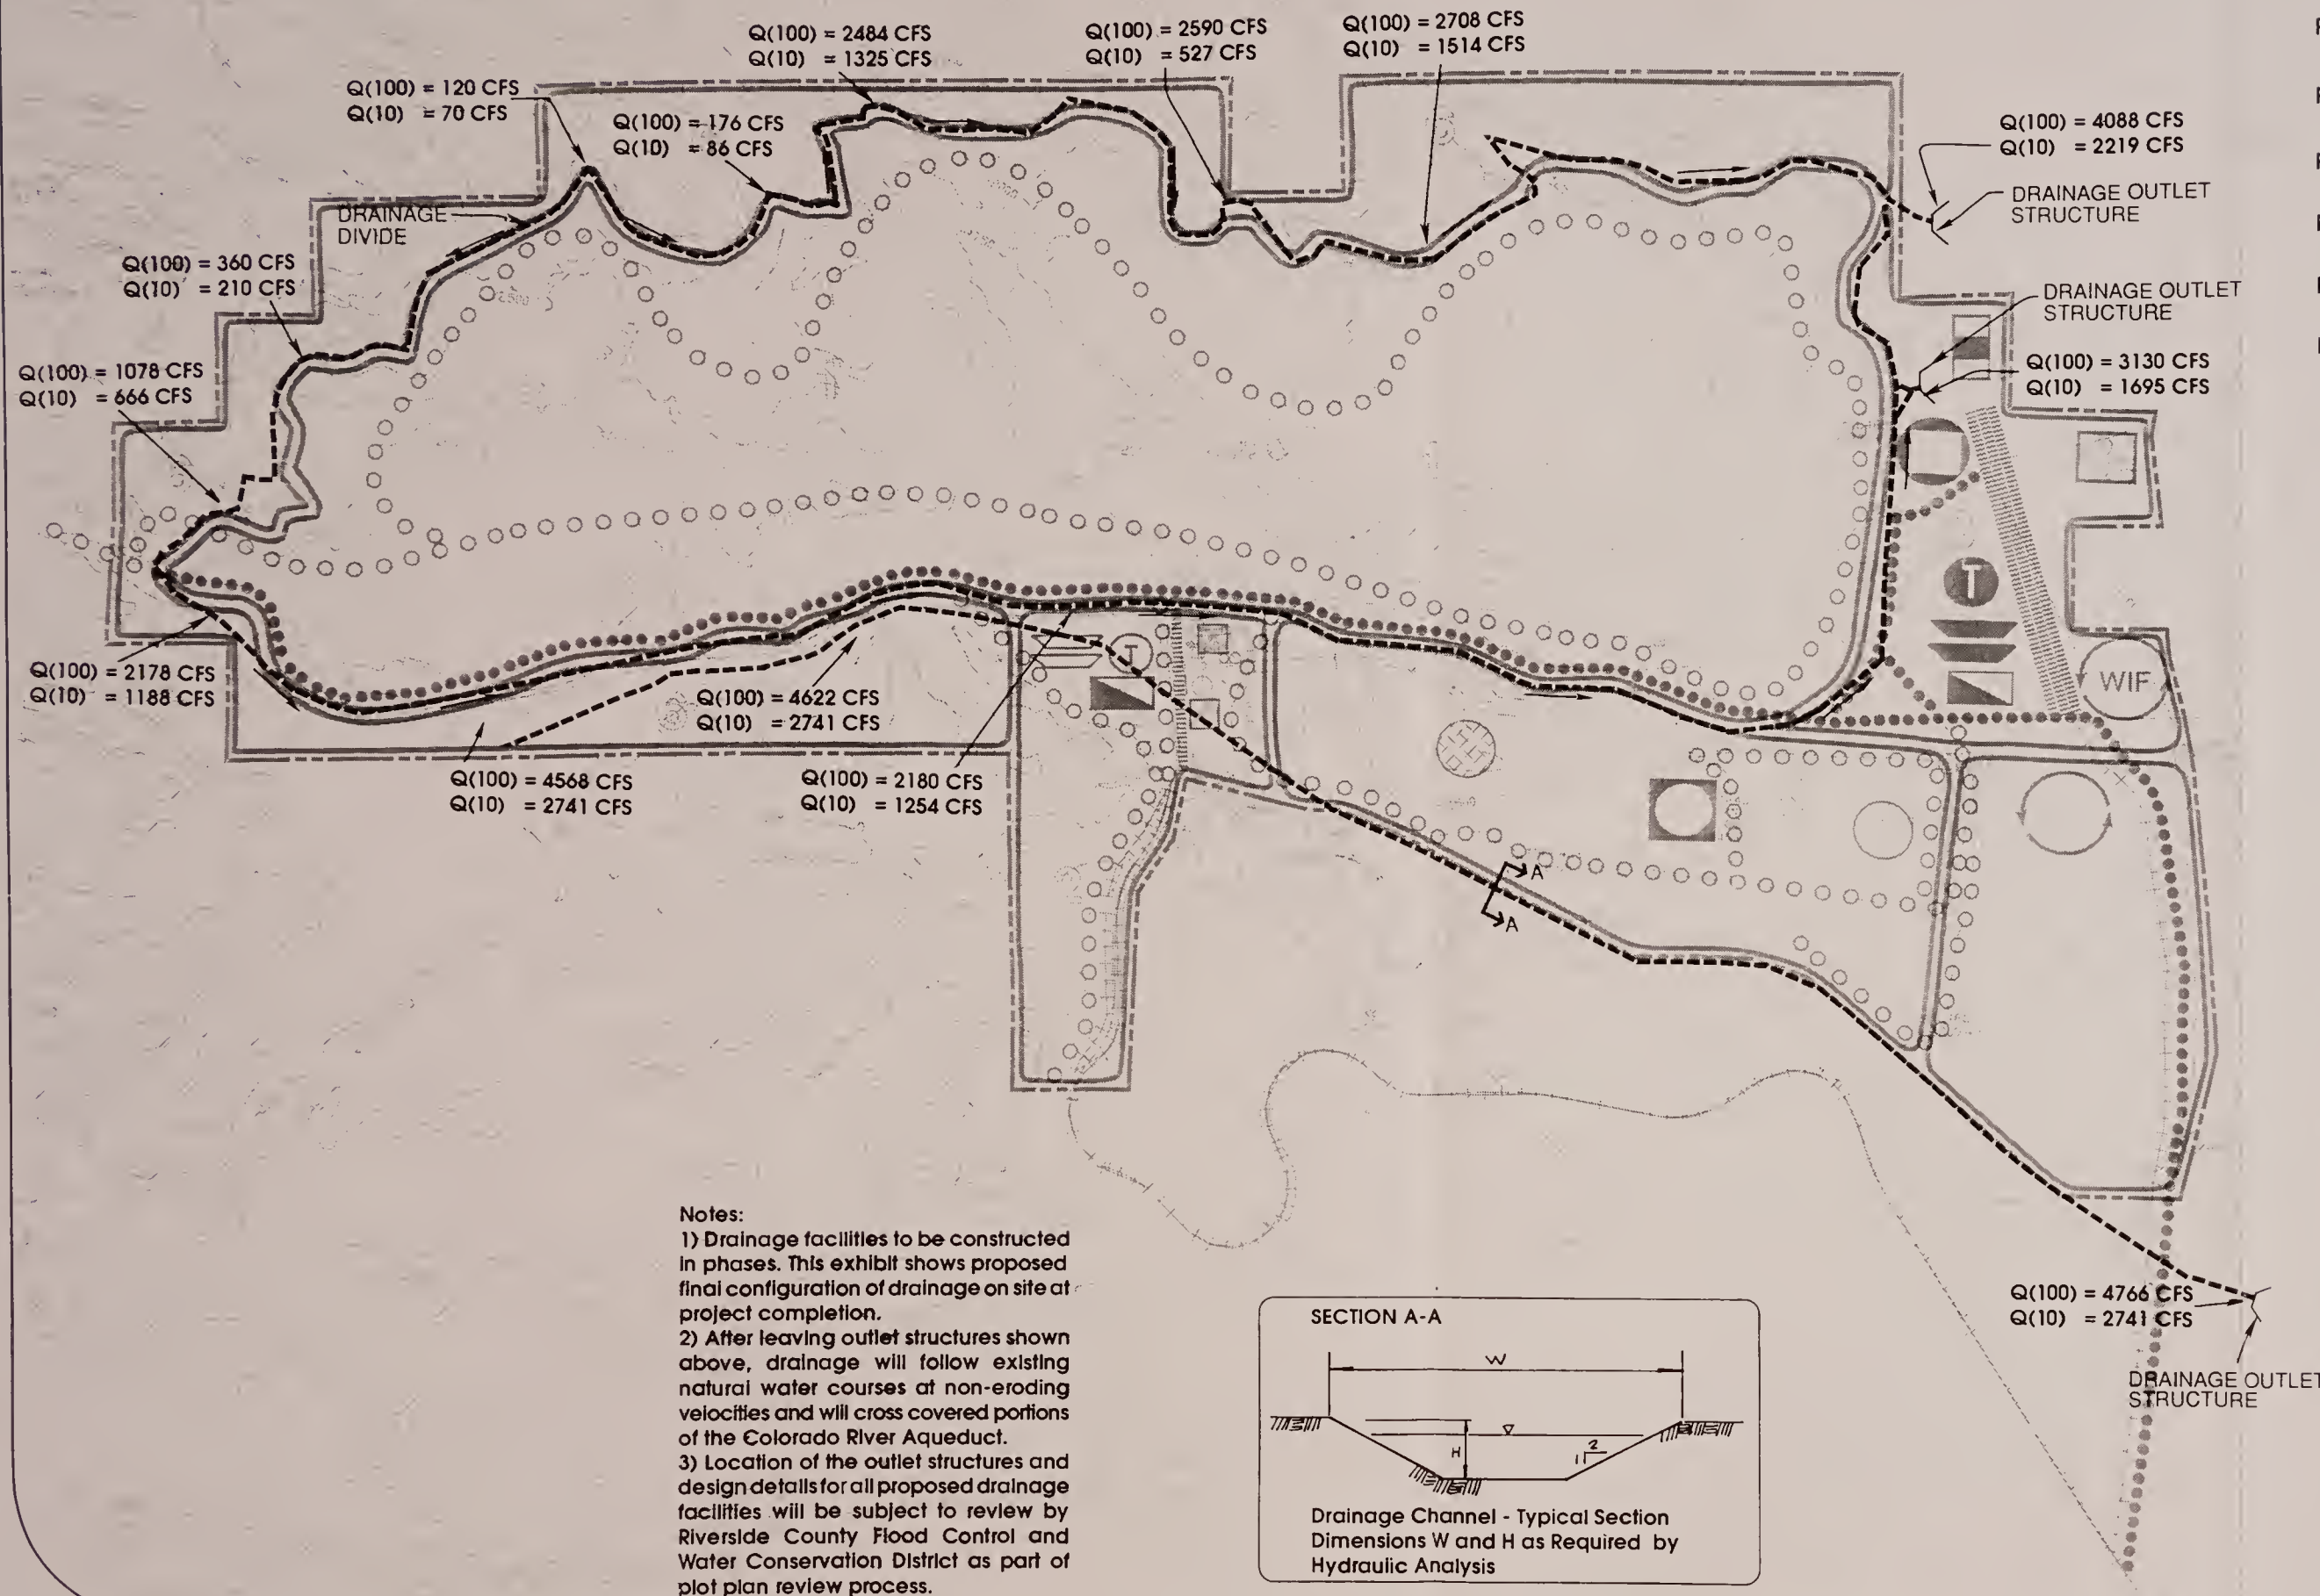 Q(100) = 2484 CFS
Q(10) = 1325 CFS
Q(100) = 2590 CFS
Q(10) = 527 CFS
Q(100) = 2708 CFS
Q(10) = 1514 CFS
Q(100) = 120 CFS
Q(10) = 70 CFS
Q(100) = 176 CFS
Q(10) = 86 CFS
Q(100) = 4088 CFS
Q(10) = 2219 CFS
DRAINAGE OUTLET
STRUCTURE
DRAINAGE
DIVIDE
Q(100) = 360 CFS
Q(10) = 210 CFS
DRAINAGE OUTLET
STRUCTURE
Q(100) = 3130 CFS
Q(10) = 1695 CFS
Q(100) = 1078 CFS
Q(10) = 666 CFS
T
T
WIF
Q(100) = 2178 CFS
Q(10) = 1188 CFS
Q(100) = 4622 CFS
Q(10) = 2741 CFS
Q(100) = 4568 CFS
Q(10) = 2741 CFS
Q(100) = 2180 CFS
Q(10) = 1254 CFS
A
A
Q(100) = 4766 CFS
Q(10) = 2741 CFS
DRAINAGE OUTLET
STRUCTURE
Notes:
1) Drainage facilities to be constructed
in phases. This exhibit shows proposed
final configuration of drainage on site at
project completion.
2) After leaving outlet structures shown
above, drainage will follow existing
natural water courses at non-eroding
velocities and will cross covered portions
of the Colorado River Aqueduct.
3) Location of the outlet structures and
design details for all proposed drainage
facilities will be subject to review by
Riverside County Flood Control and
Water Conservation District as part of
plot plan review process.
SECTION A-A
W
H
2
1
Drainage Channel - Typical Section
Dimensions W and H as Required by
Hydraulic Analysis